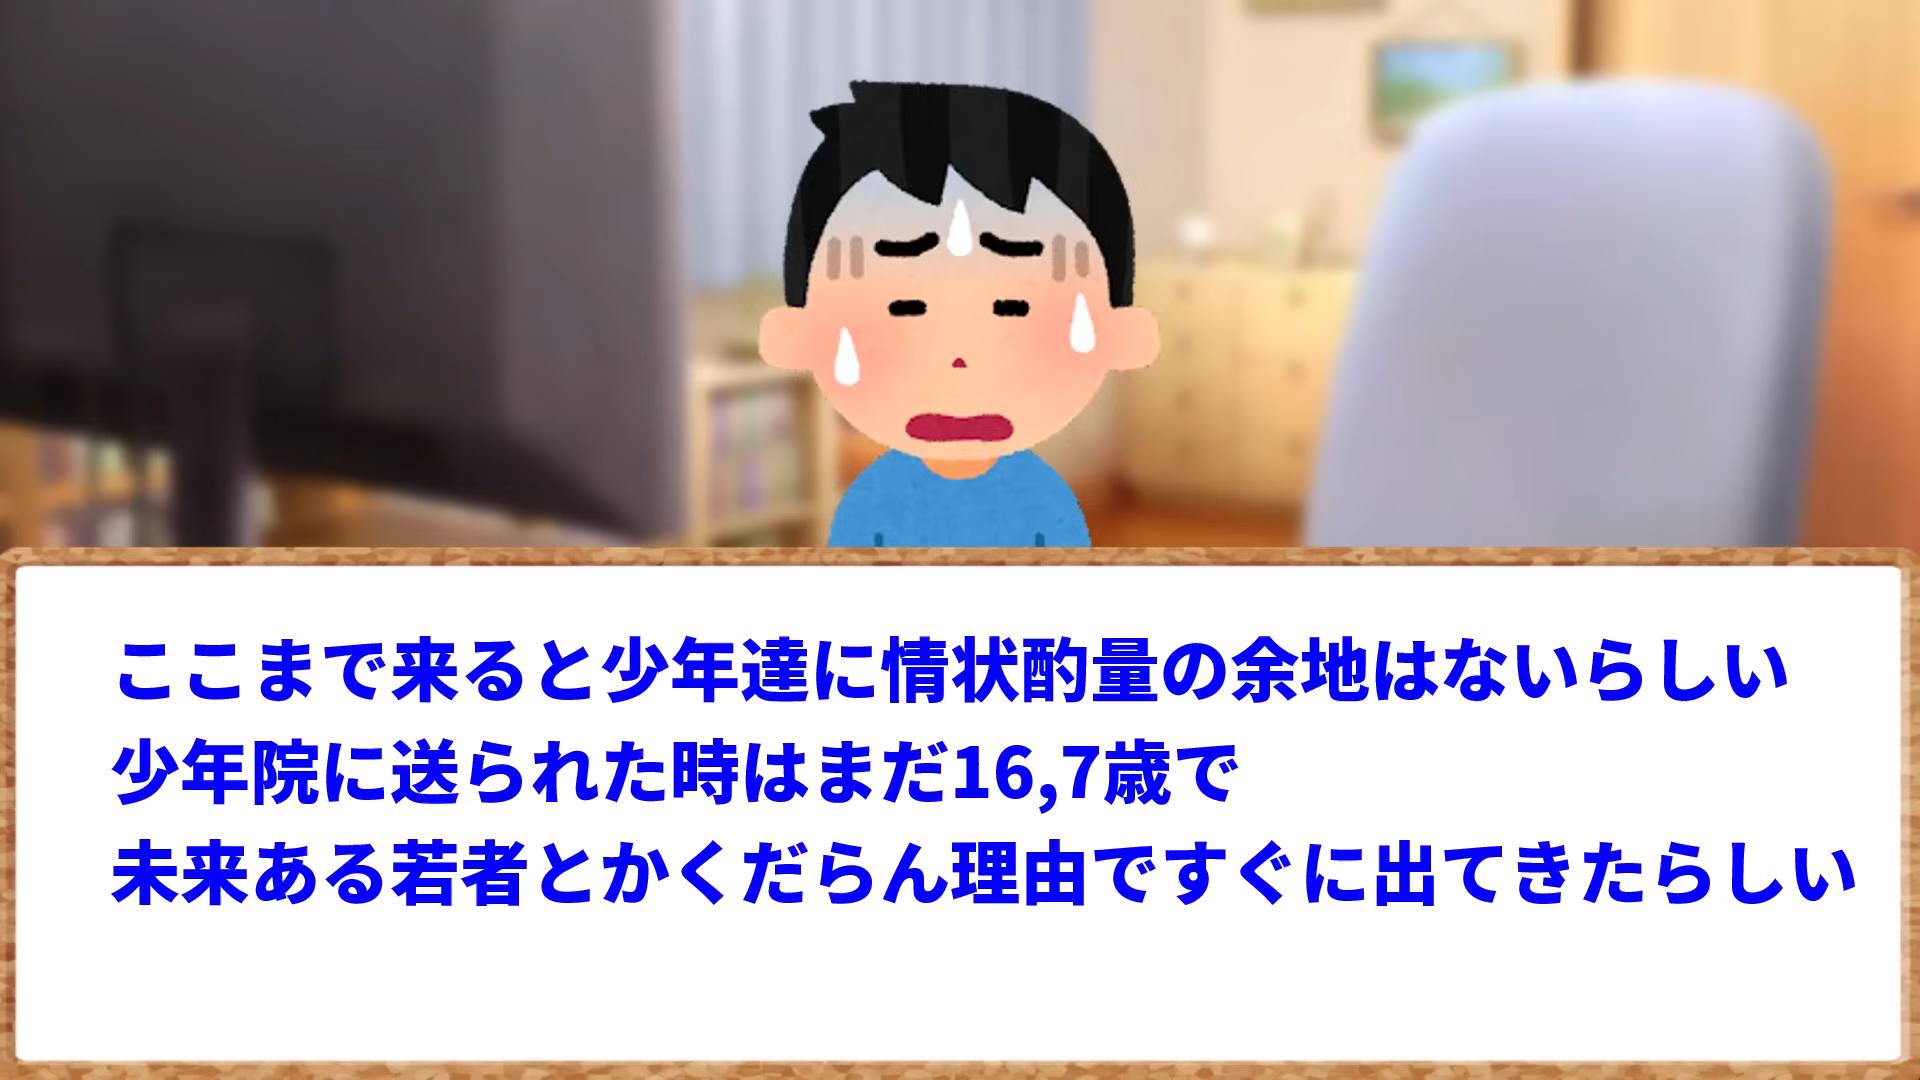 ここまで来ると少年達に情状酌量の余地はないらしい
少年院に送られた時はまだ16,7歳で
未来ある若者とかくだらん理由ですぐに出てきたらしい